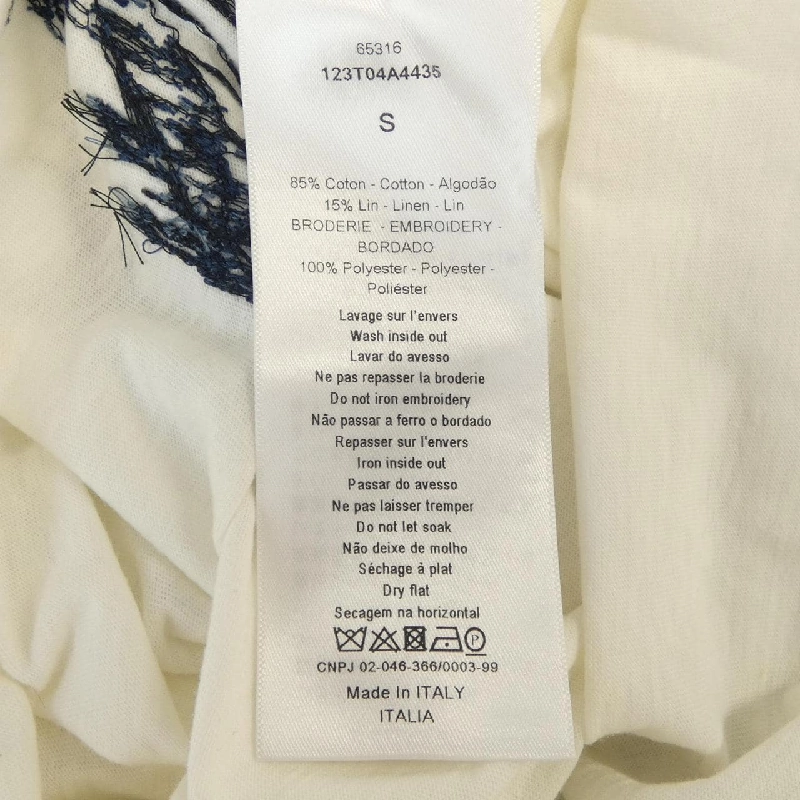 65316
123T04A4435
S
85% Coton - Cotton - Algodão
15% Lin - Linen - Lin
BRODERIE - EMBROIDERY -
BORDADO
100% Polyester - Polyester -
Poliéster
Lavage sur l'envers
Wash inside out
Lavar do avesso
Ne pas repasser la broderie
Do not iron embroidery
Não passar a ferro o bordado
Repasser sur l'envers
Iron inside out
Passar do avesso
Ne pas laisser tremper
Do not let soak
Não deixe de molho
Séchage à plat
Dry flat
Secagem na horizontal
P
CNPJ 02-046-366/0003-99
Made In ITALY
ITALIA